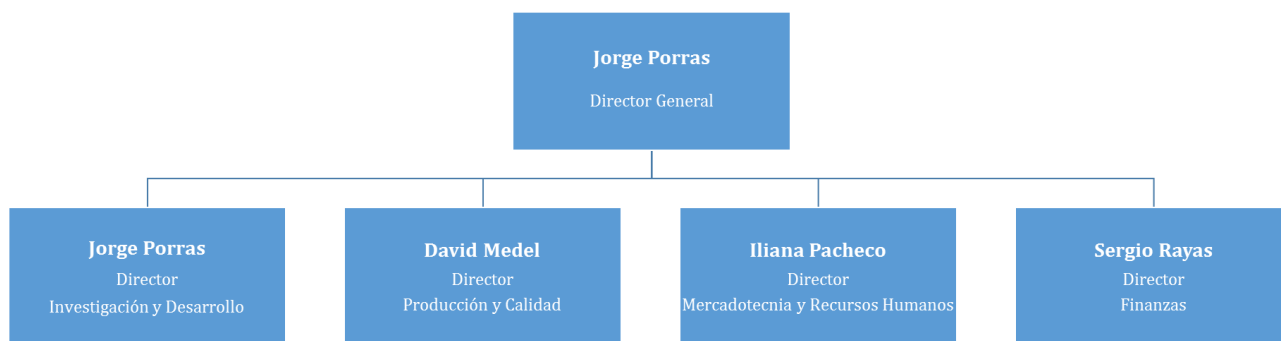 Jorge Porras
Director General
Jorge Porras
Director
Investigación y Desarrollo
David Medel
Director
Producción y Calidad
Iliana Pacheco
Director
Mercadotecnia y Recursos Humanos
Sergio Rayas
Director
Finanzas